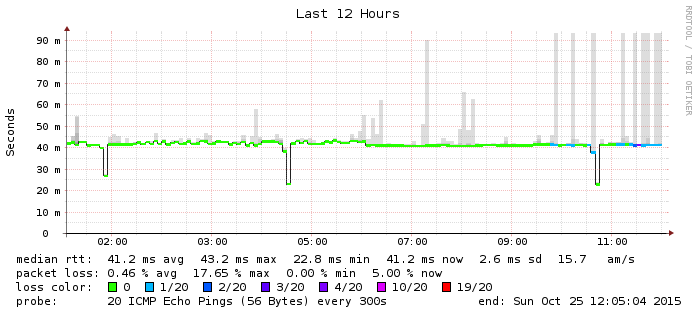 Last 12 Hours
RRDTOOL / TOBI OETIKER
Seconds
90 m
80 m
70 m
60 m
50 m
40 m
30 m
20 m
10 m
0
02:00 03:00 05:00 07:00 09:00 11:00
median rtt: 41.2 ms avg 43.2 ms max 22.8 ms min 41.2 ms now 2.6 ms sd 15.7 am/s
packet loss: 0.46 % avg 17.65 % max 0.00 % min 5.00 % now
loss color: 0 1/20 2/20 3/20 4/20 10/20 19/20
probe: 20 ICMP Echo Pings (56 Bytes) every 300s end: Sun Oct 25 12:05:04 2015